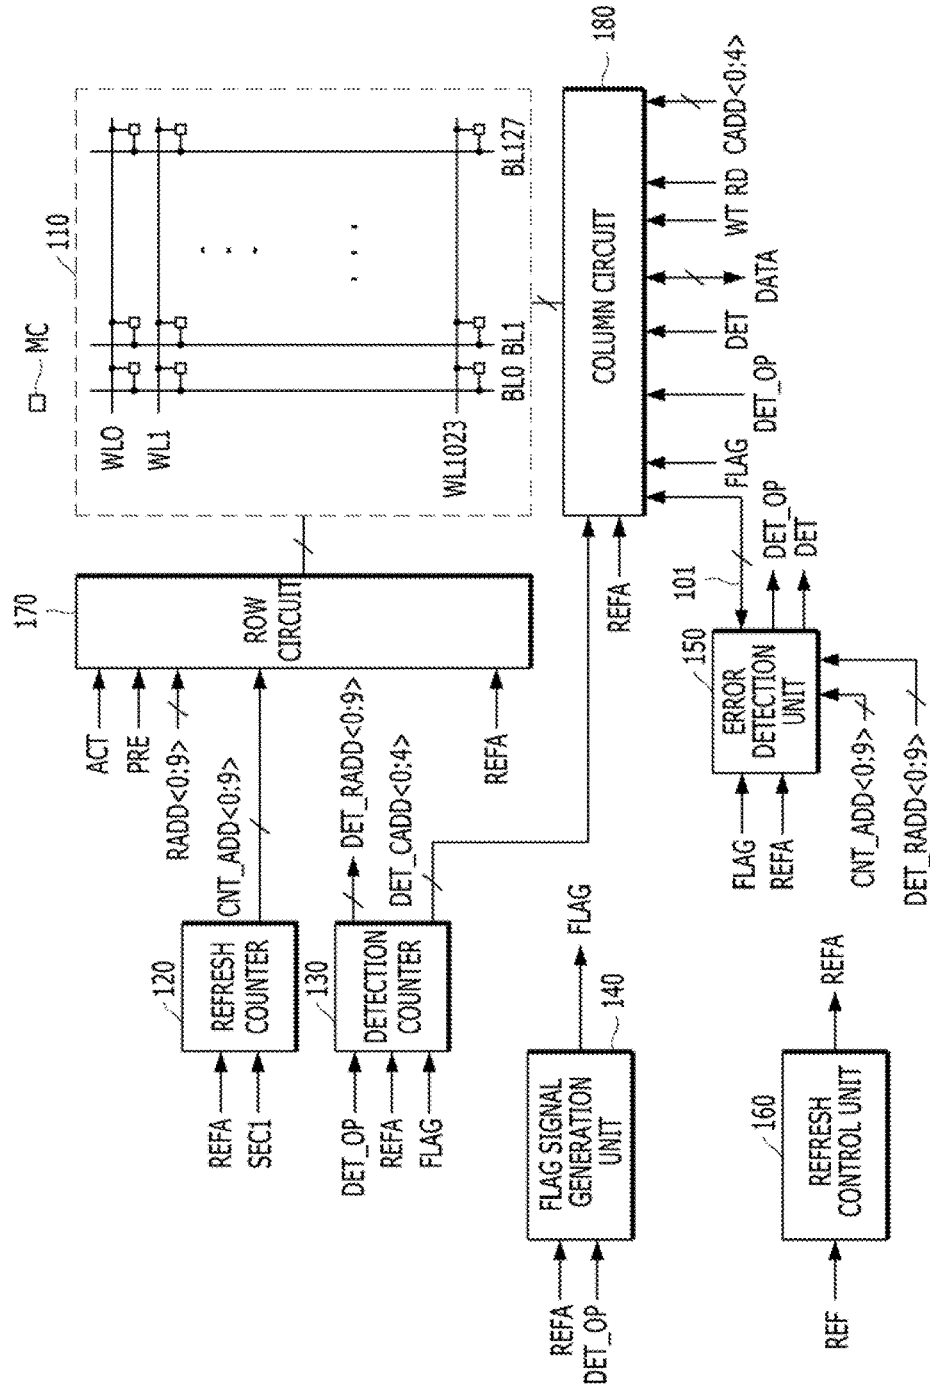 MC
110
WL0
WL1
WL1023
BL0
BL1
BL127
170
ROW
CIRCUIT
ACT
PRE
RADD<0:9>
CNT_ADD<0:9>
REFA
120
REFRESH
COUNTER
REFA
SEC1
130
DETECTION
COUNTER
DET_OP
REFA
FLAG
DET_RADD<0:9>
DET_CADD<0:4>
180
COLUMN CIRCUIT
REFA
FLAG
DET_OP
DET
DATA
WT
RD
CADD<0:4>
140
FLAG SIGNAL
GENERATION
UNIT
REFA
DET_OP
FLAG
101
150
ERROR
DETECTION
UNIT
FLAG
REFA
CNT_ADD<0:9>
DET_RADD<0:9>
DET_OP
DET
160
REFRESH
CONTROL UNIT
REF
REFA